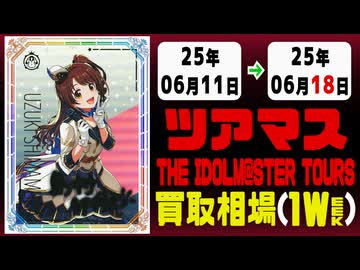 UZUKI SHIMAMURA
25年
06月11日
25年
06月18日
ツアマス
THE IDOLM@STER TOURS
買取相場(1WEEK)